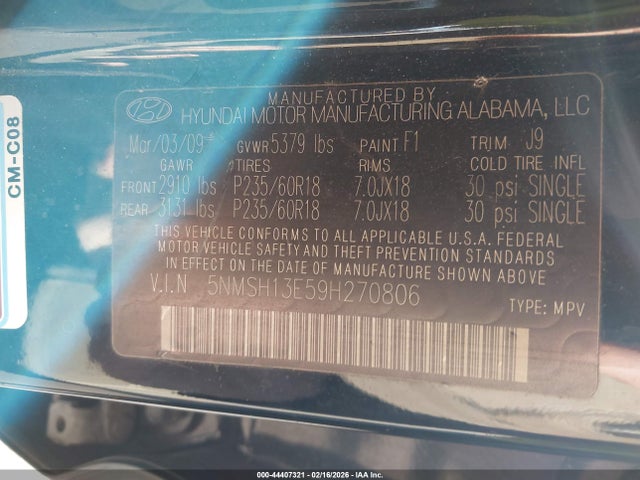 MANUFACTURED BY
HYUNDAI MOTOR MANUFACTURING ALABAMA, LLC
Mar/03/09 GVWR 5379 lbs PAINT F1 TRIM J9
GAWR TIRES RIMS COLD TIRE INFL
FRONT 2910 lbs P235/60R18 7.0JX18 30 psi SINGLE
REAR 3131 lbs P235/60R18 7.0JX18 30 psi SINGLE
THIS VEHICLE CONFORMS TO ALL APPLICABLE U.S.A. FEDERAL
MOTOR VEHICLE SAFETY AND THEFT PREVENTION STANDARDS
IN EFFECT ON THE DATE OF MANUFACTURE SHOWN ABOVE
V.I.N 5NMSH13E59H270806
TYPE: MPV
CM-C08
000-44407321 - 02/16/2026 - Copyright © 2026 IAA, Inc.